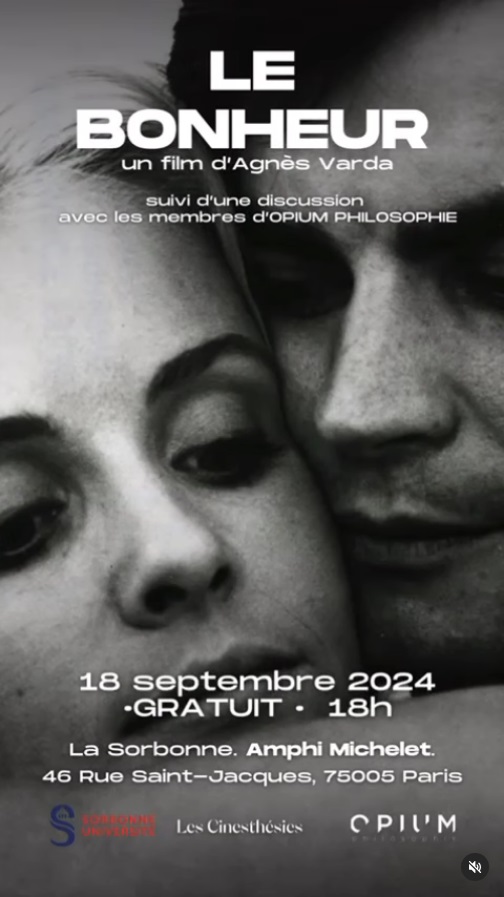 LE
BONHEUR
un film d'Agnès Varda
suivi d'une discussion
avec les membres d'OPIUM PHILOSOPHIE
18 septembre 2024
•GRATUIT • 18h
La Sorbonne. Amphi Michelet.
46 Rue Saint-Jacques, 75005 Paris
SORBONNE
UNIVERSITÉ
Les Cinesthésies
OPIUM
philosophie